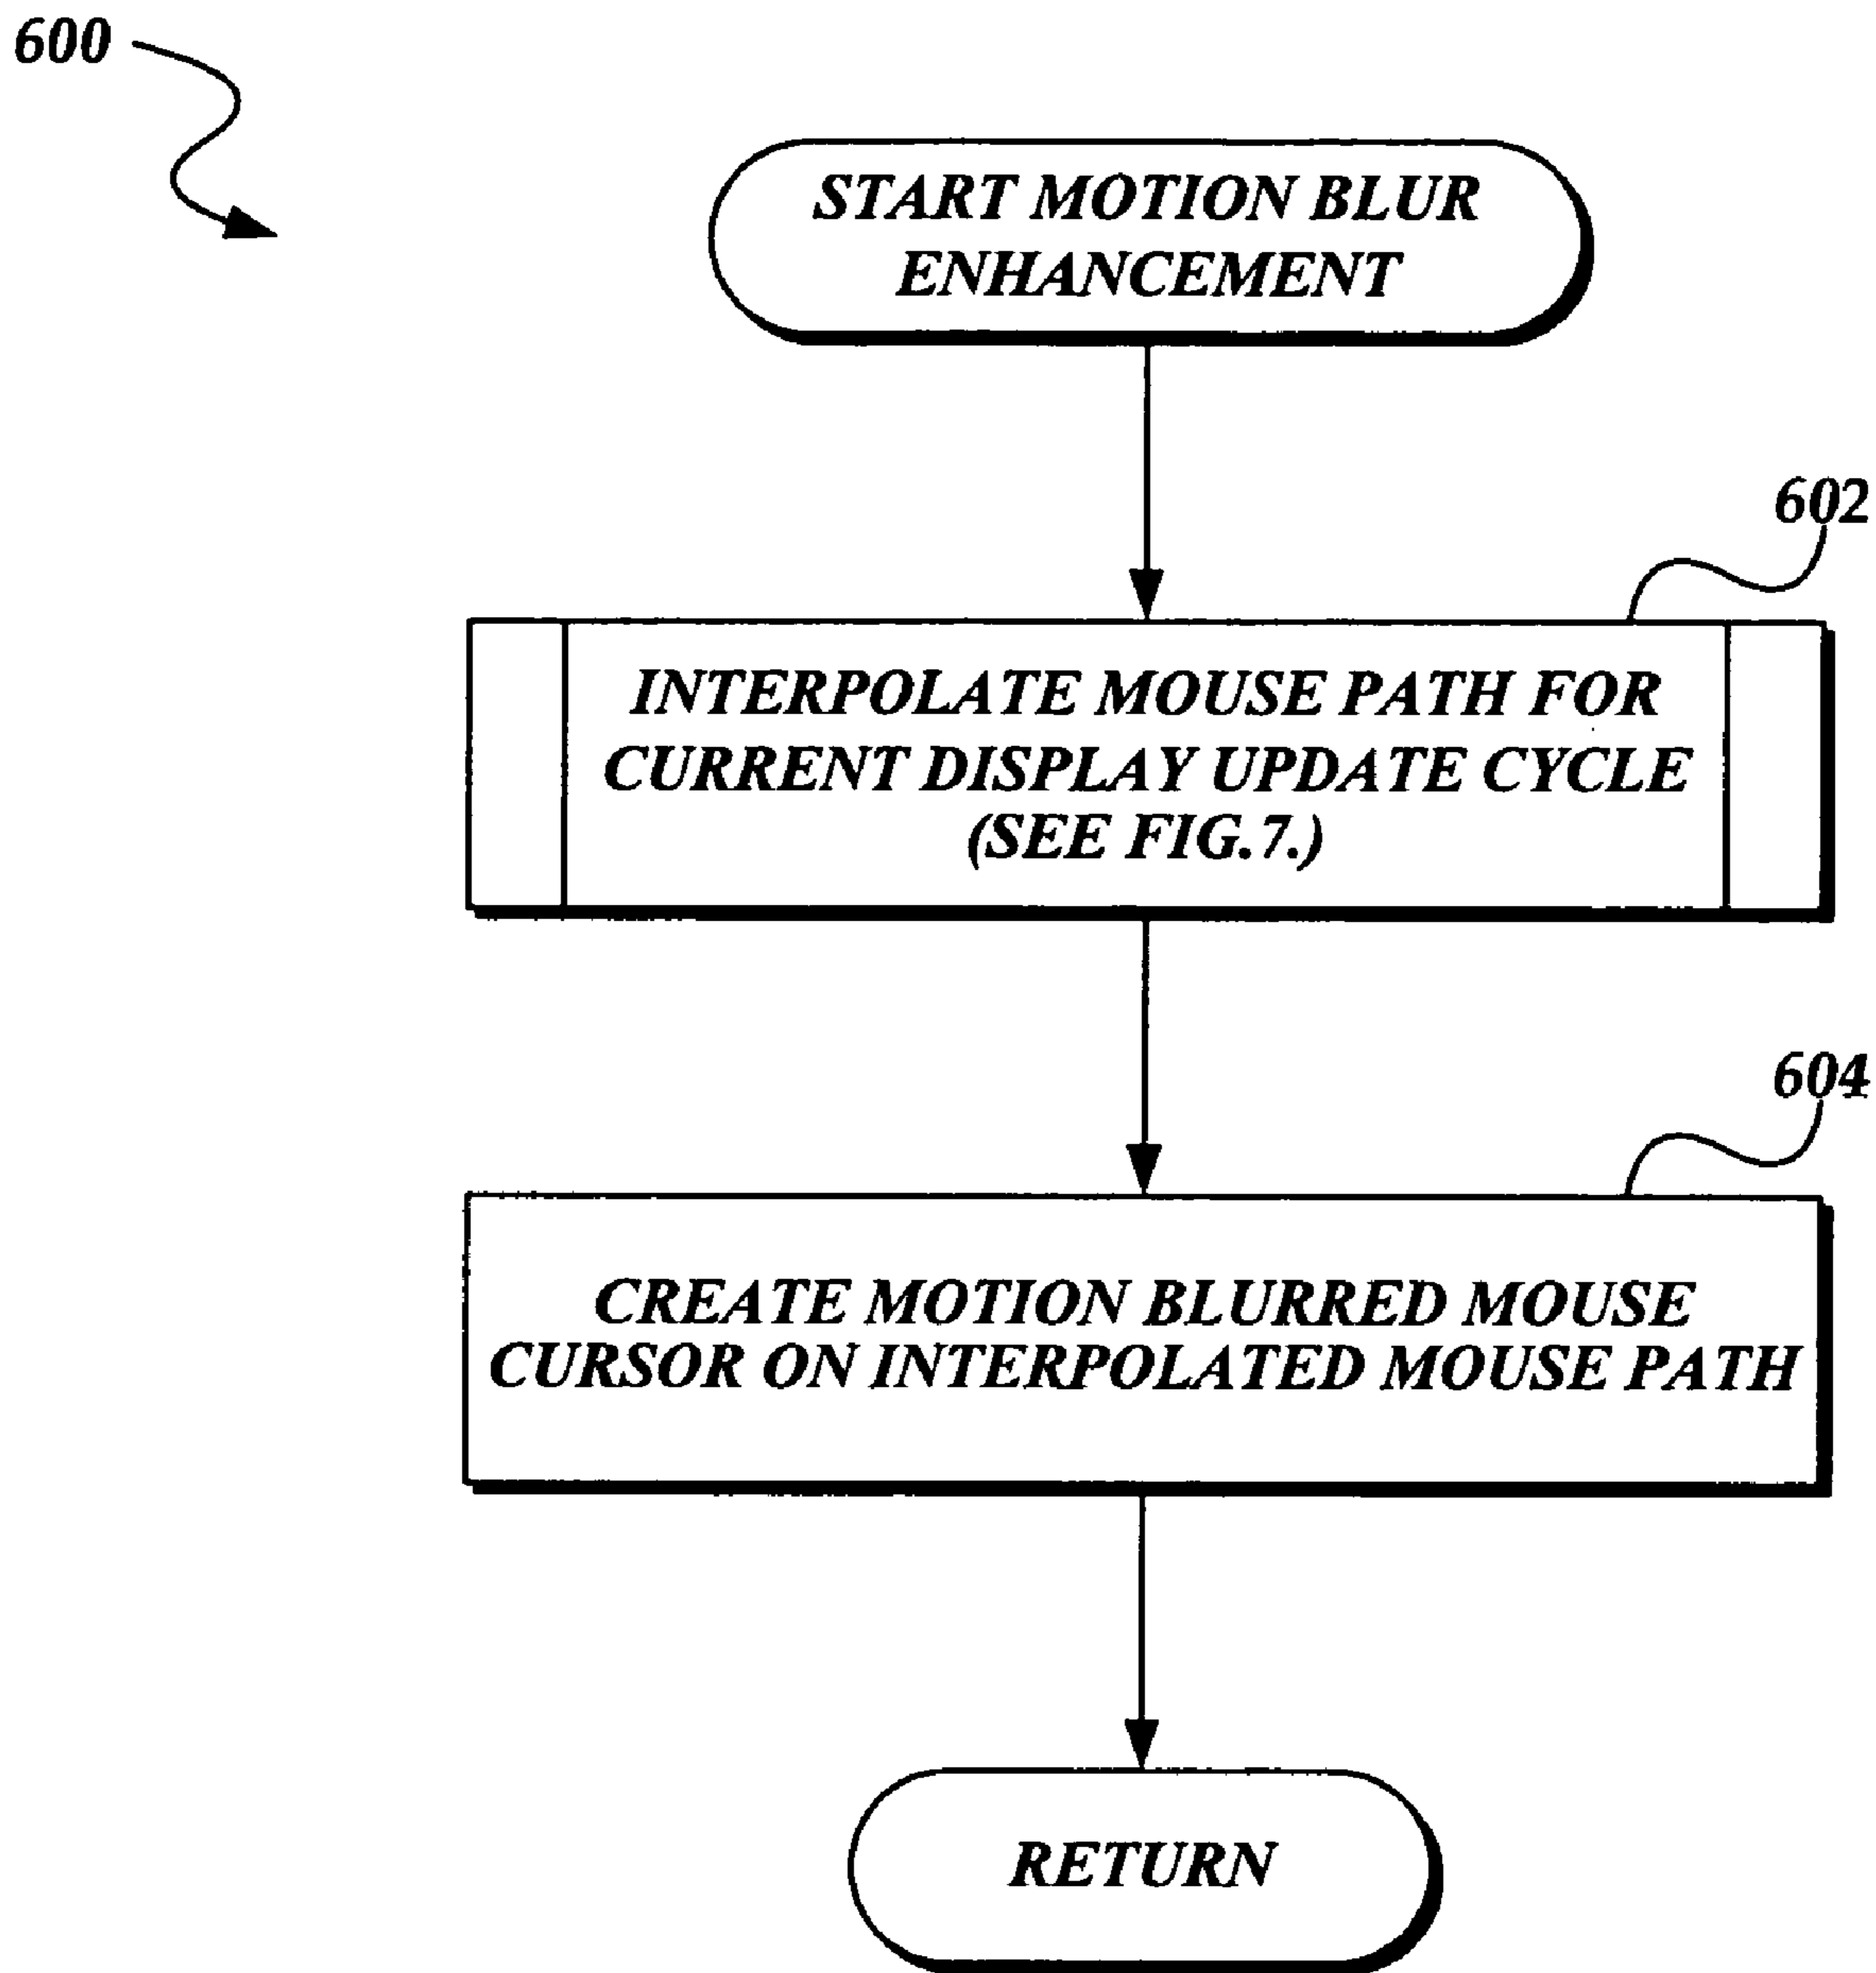 600
START MOTION BLUR
ENHANCEMENT
602
INTERPOLATE MOUSE PATH FOR
CURRENT DISPLAY UPDATE CYCLE
(SEE FIG.7.)
604
CREATE MOTION BLURRED MOUSE
CURSOR ON INTERPOLATED MOUSE PATH
RETURN